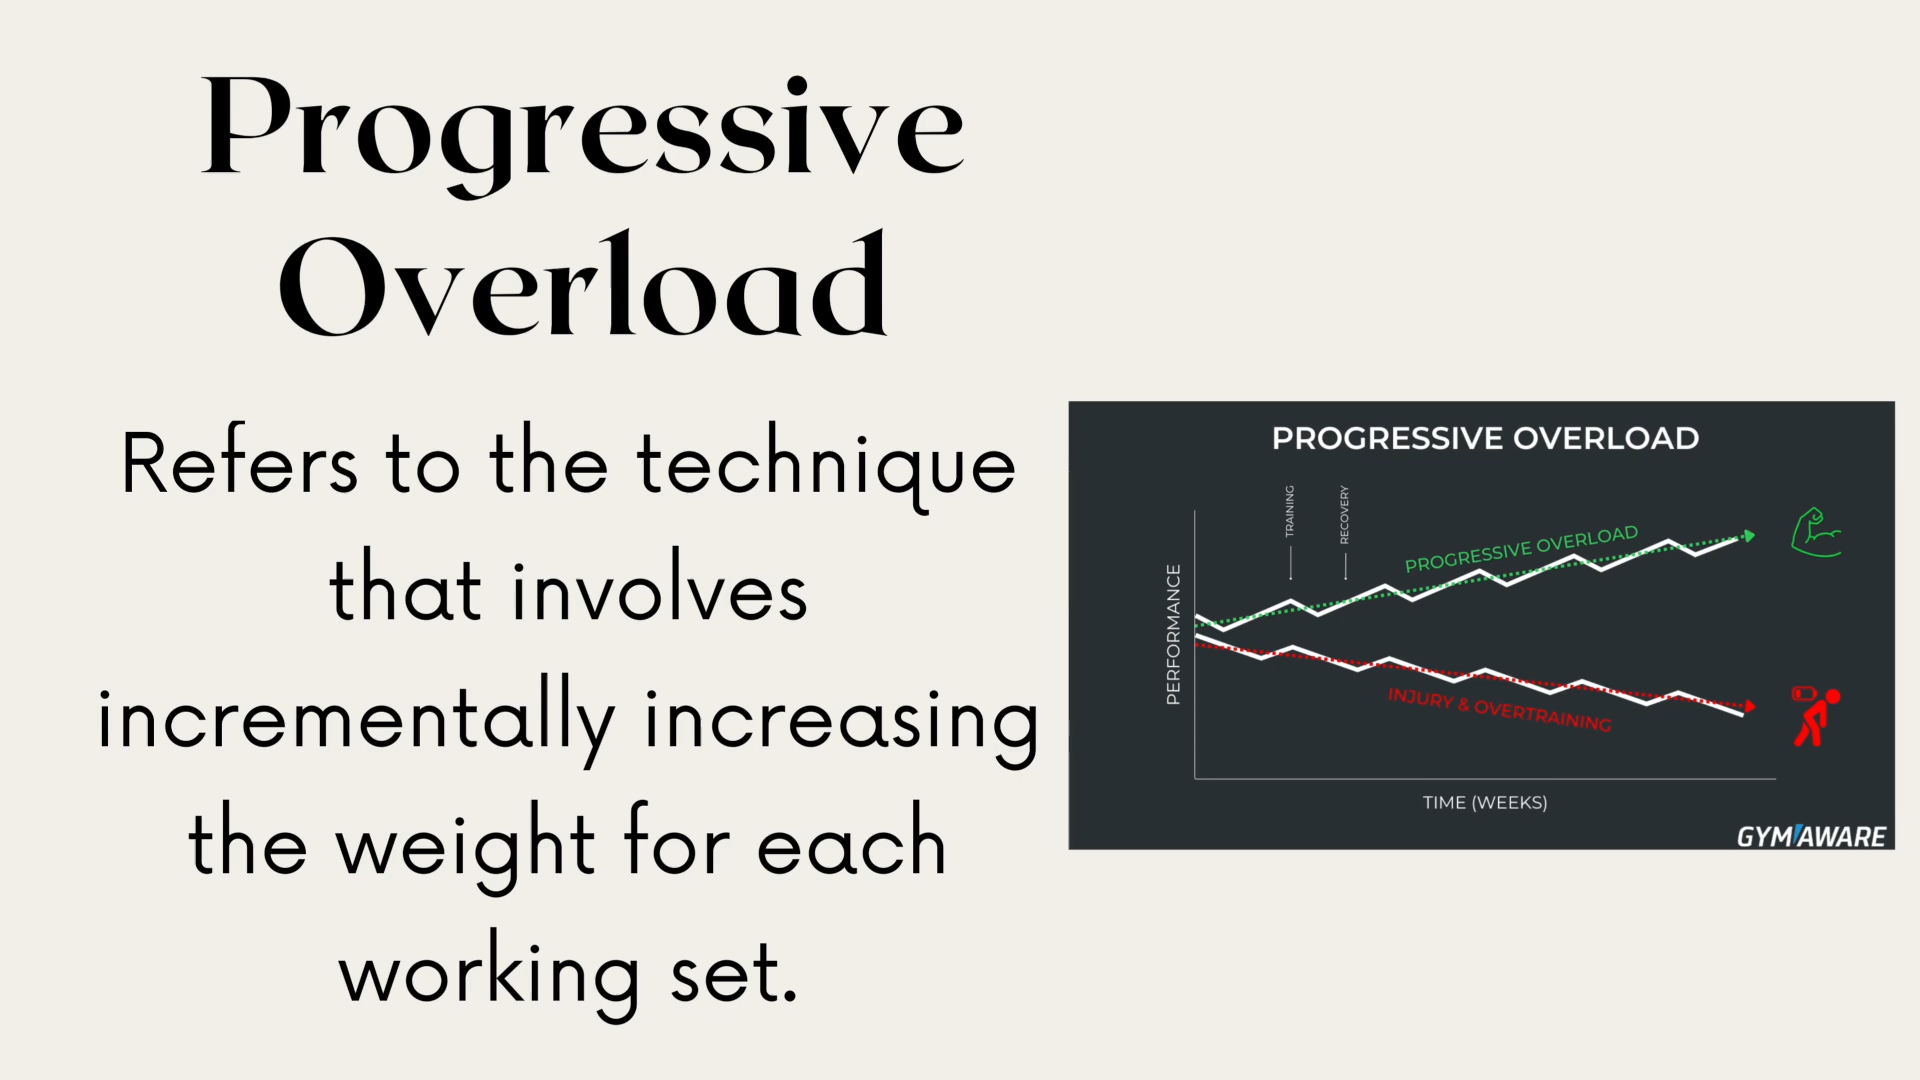 Progressive
Overload
Refers to the technique
that involves
incrementally increasing
the weight for each
working set.
PROGRESSIVE OVERLOAD
TRAINING
RECOVERY
PROGRESSIVE OVERLOAD
PERFORMANCE
INJURY & OVERTRAINING
TIME (WEEKS)
GYMAWARE